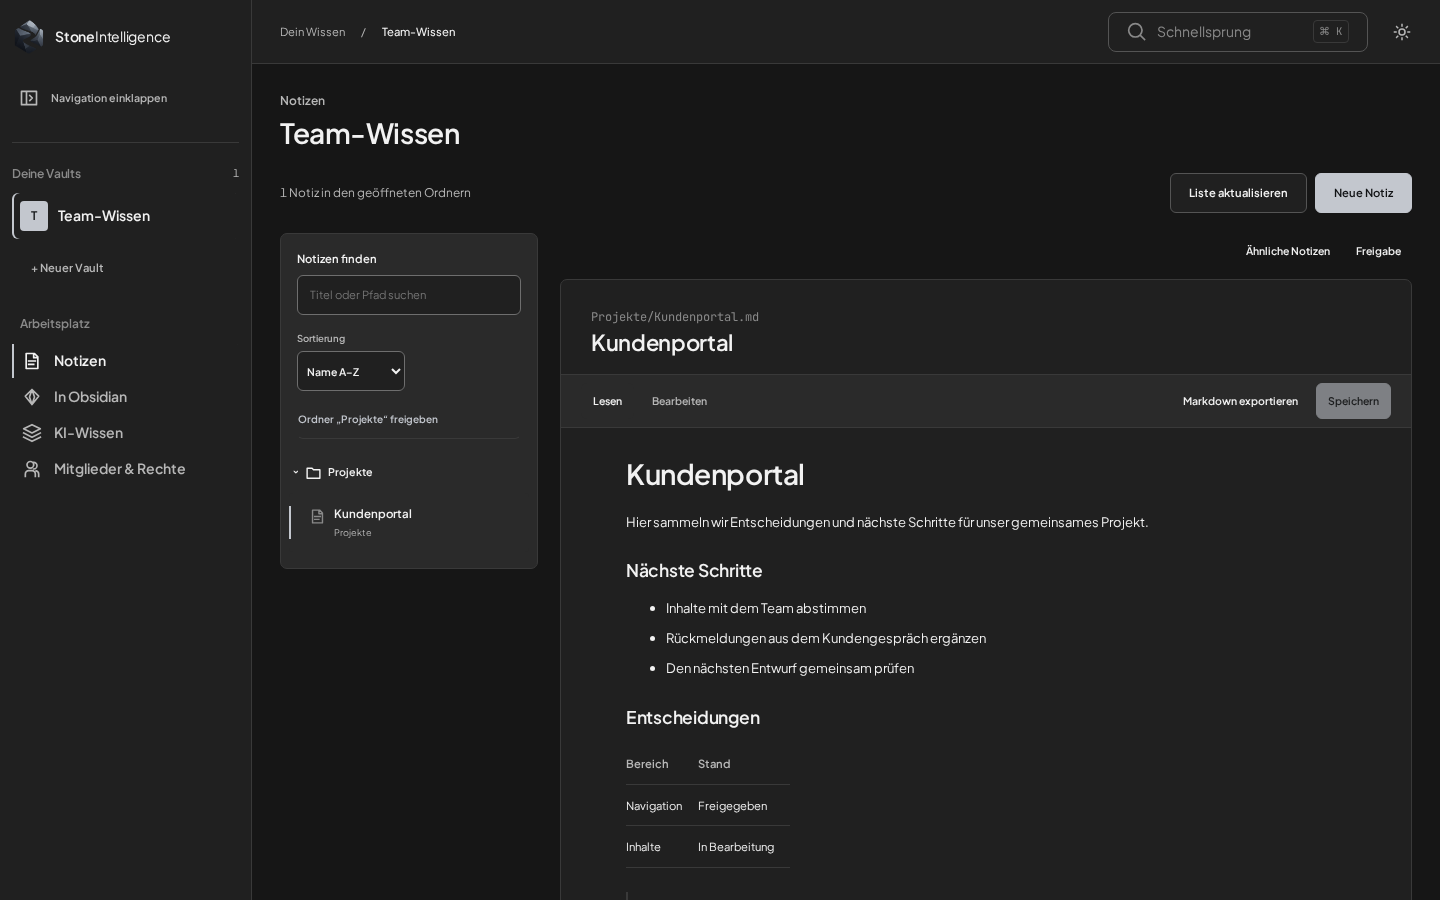 StoneIntelligence
Navigation einklappen
Deine Vaults 1
T Team-Wissen
+ Neuer Vault
Arbeitsplatz
Notizen
In Obsidian
KI-Wissen
Mitglieder & Rechte
Dein Wissen / Team-Wissen
Schnellsprung ⌘ K
Notizen
Team-Wissen
1 Notiz in den geöffneten Ordnern
Liste aktualisieren
Neue Notiz
Notizen finden
Titel oder Pfad suchen
Sortierung
Name A–Z
Ordner „Projekte“ freigeben
Projekte
Kundenportal
Projekte
Ähnliche Notizen
Freigabe
Projekte/Kundenportal.md
Kundenportal
Lesen
Bearbeiten
Markdown exportieren
Speichern
Kundenportal
Hier sammeln wir Entscheidungen und nächste Schritte für unser gemeinsames Projekt.
Nächste Schritte
• Inhalte mit dem Team abstimmen
• Rückmeldungen aus dem Kundengespräch ergänzen
• Den nächsten Entwurf gemeinsam prüfen
Entscheidungen
Bereich Stand
Navigation Freigegeben
Inhalte In Bearbeitung